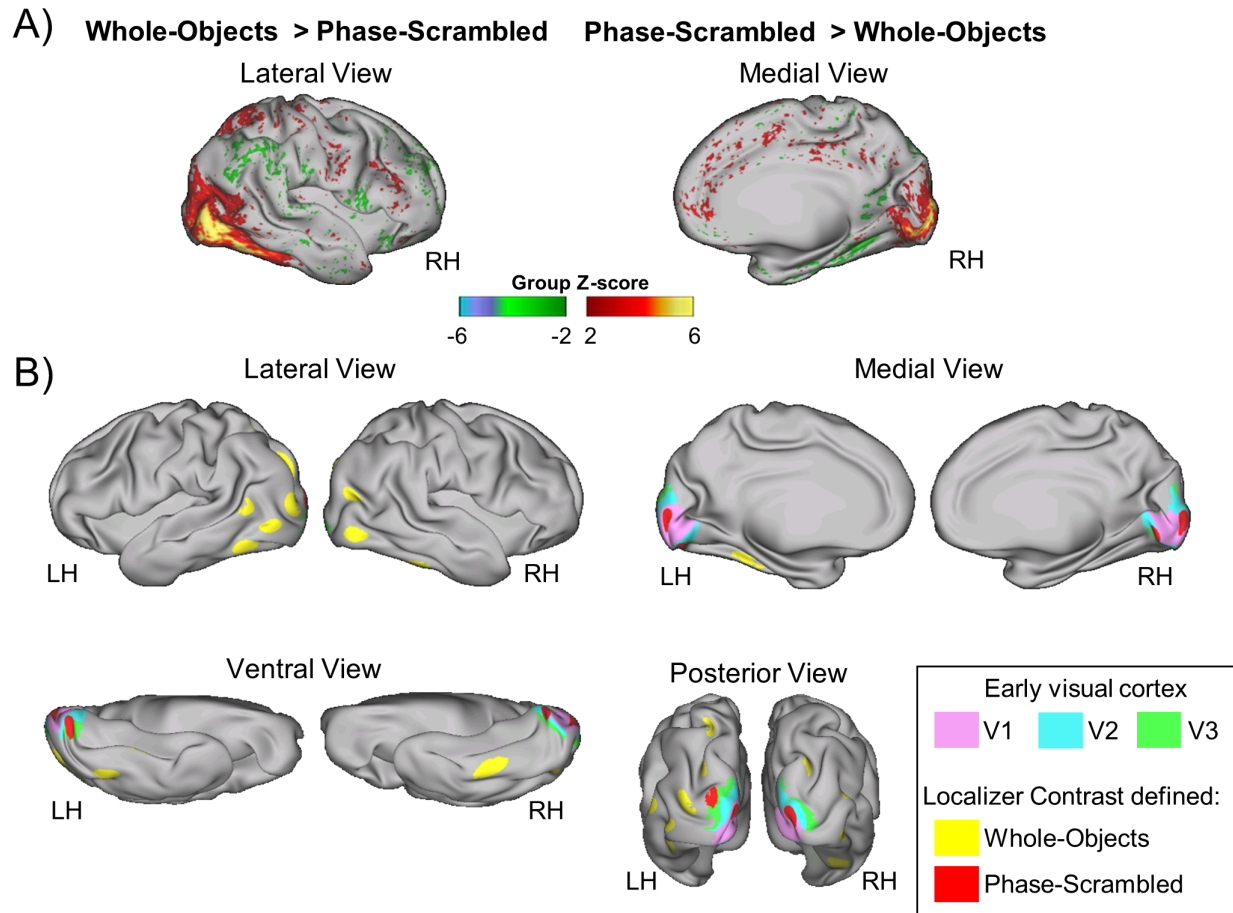 A)
Whole-Objects > Phase-Scrambled    Phase-Scrambled > Whole-Objects
Lateral View    Medial View
RH    RH
Group Z-score
-6    -2    2    6
B)
Lateral View    Medial View
LH    RH    LH    RH
Ventral View    Posterior View
LH    RH    LH    RH
Early visual cortex
V1    V2    V3
Localizer Contrast defined:
Whole-Objects
Phase-Scrambled